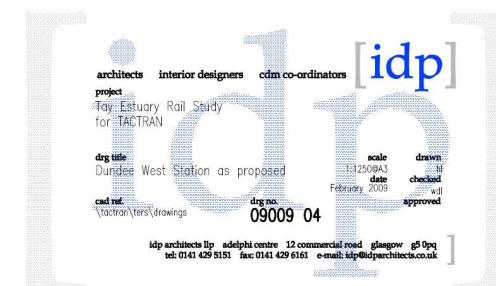 architects interior designers cdm co-ordinators [idp]
project
Tay Estuary Rail Study
for TACTRAN
drg title scale drawn
Dundee West Station as proposed 1:1250@A3 hl
date checked
February 2009 wdl
cad ref. drg no. approved
\tactran\ters\drawings 09009 04
idp architects llp adelphi centre 12 commercial road glasgow g5 0pq
tel: 0141 429 5151 fax: 0141 429 6161 e-mail: idp@idparchitects.co.uk